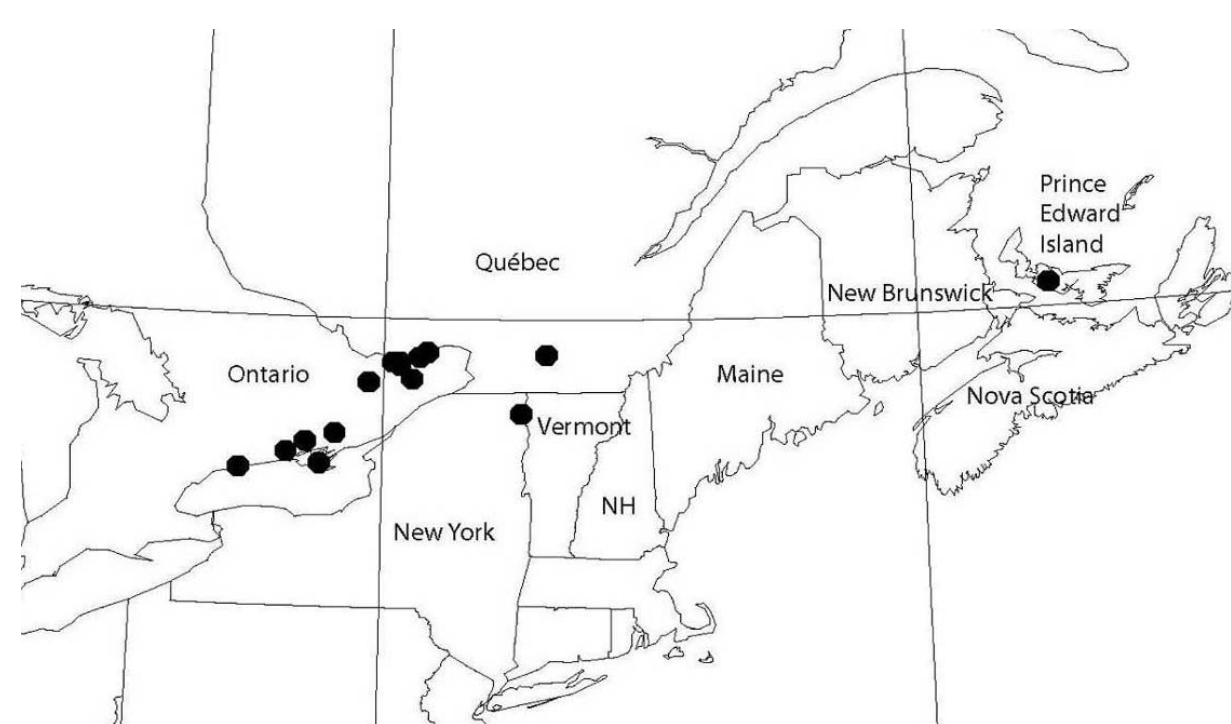 Prince
Edward
Island
Québec
New Brunswick
Ontario
Maine
Nova Scotia
Vermont
NH
New York